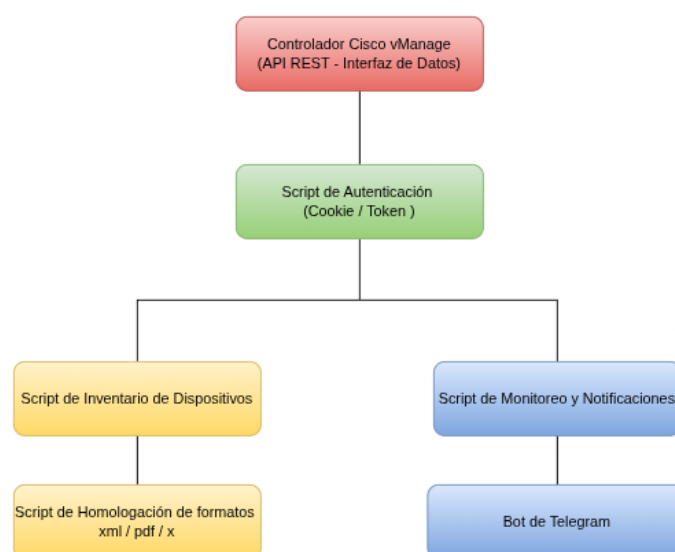 Controlador Cisco vManage
(API REST - Interfaz de Datos)
Script de Autenticación
(Cookie / Token )
Script de Inventario de Dispositivos
Script de Monitoreo y Notificaciones
Script de Homologación de formatos
xml / pdf / x
Bot de Telegram